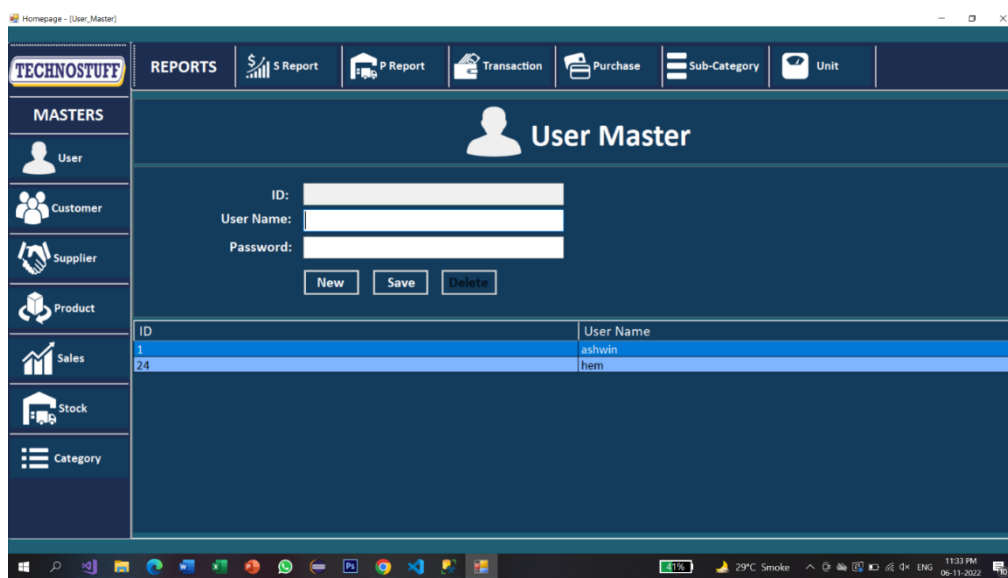 Homepage - [User_Master]
TECHNOSTUFF
REPORTS
S Report
P Report
Transaction
Purchase
Sub-Category
Unit
MASTERS
User
Customer
Supplier
Product
Sales
Stock
Category
User Master
ID:
User Name:
Password:
New Save Delete
ID User Name
1 ashwin
24 hem
Ps
41%
29°C Smoke
ENG
11:33 PM
06-11-2022